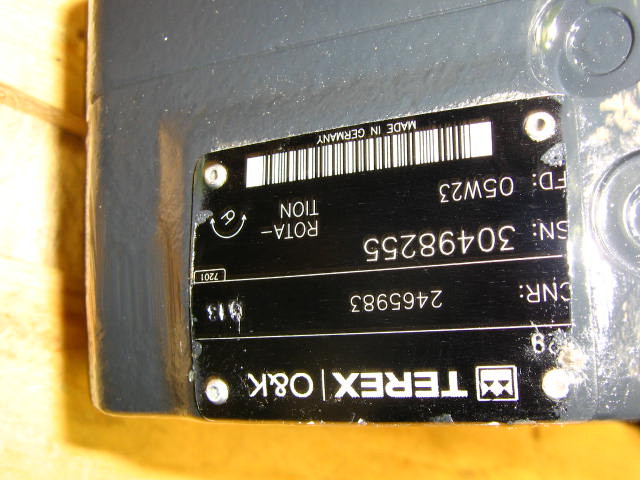 TEREX | O&K
CNR: 2465983
7201
SN: 30498255
ROTA-
TION
FD: 05W23
MADE IN GERMANY